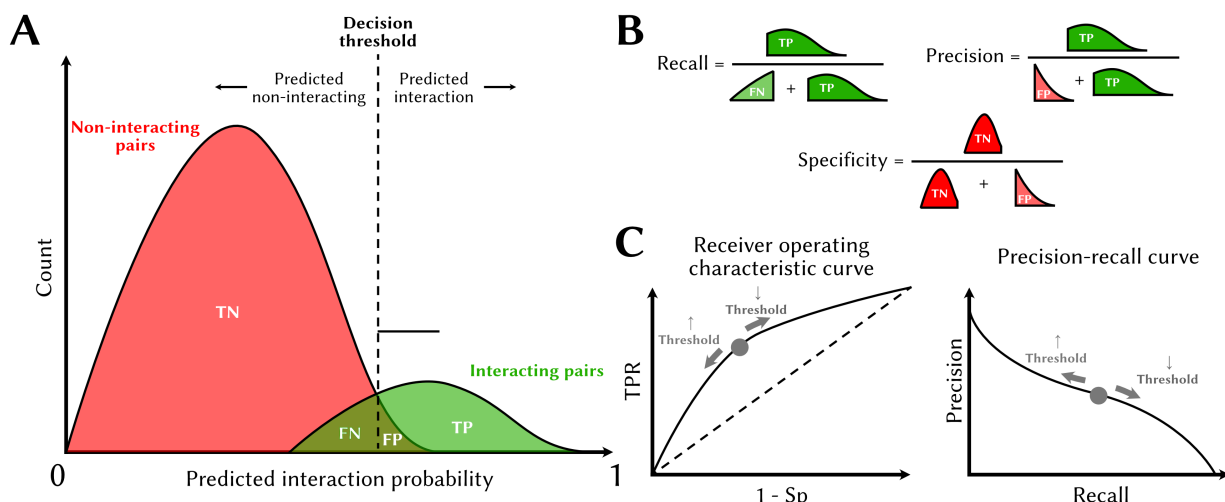 A
Decision
threshold
Predicted
non-interacting
Predicted
interaction
Non-interacting
pairs
Count
TN
Interacting pairs
FN
FP
TP
0
Predicted interaction probability
1
B
Recall =
TP
FN
+
TP
Precision =
TP
FP
+
TP
Specificity =
TN
TN
+
FP
C
Receiver operating
characteristic curve
↓
Threshold
↑
Threshold
TPR
1 - Sp
Precision-recall curve
↑
Threshold
↓
Threshold
Precision
Recall